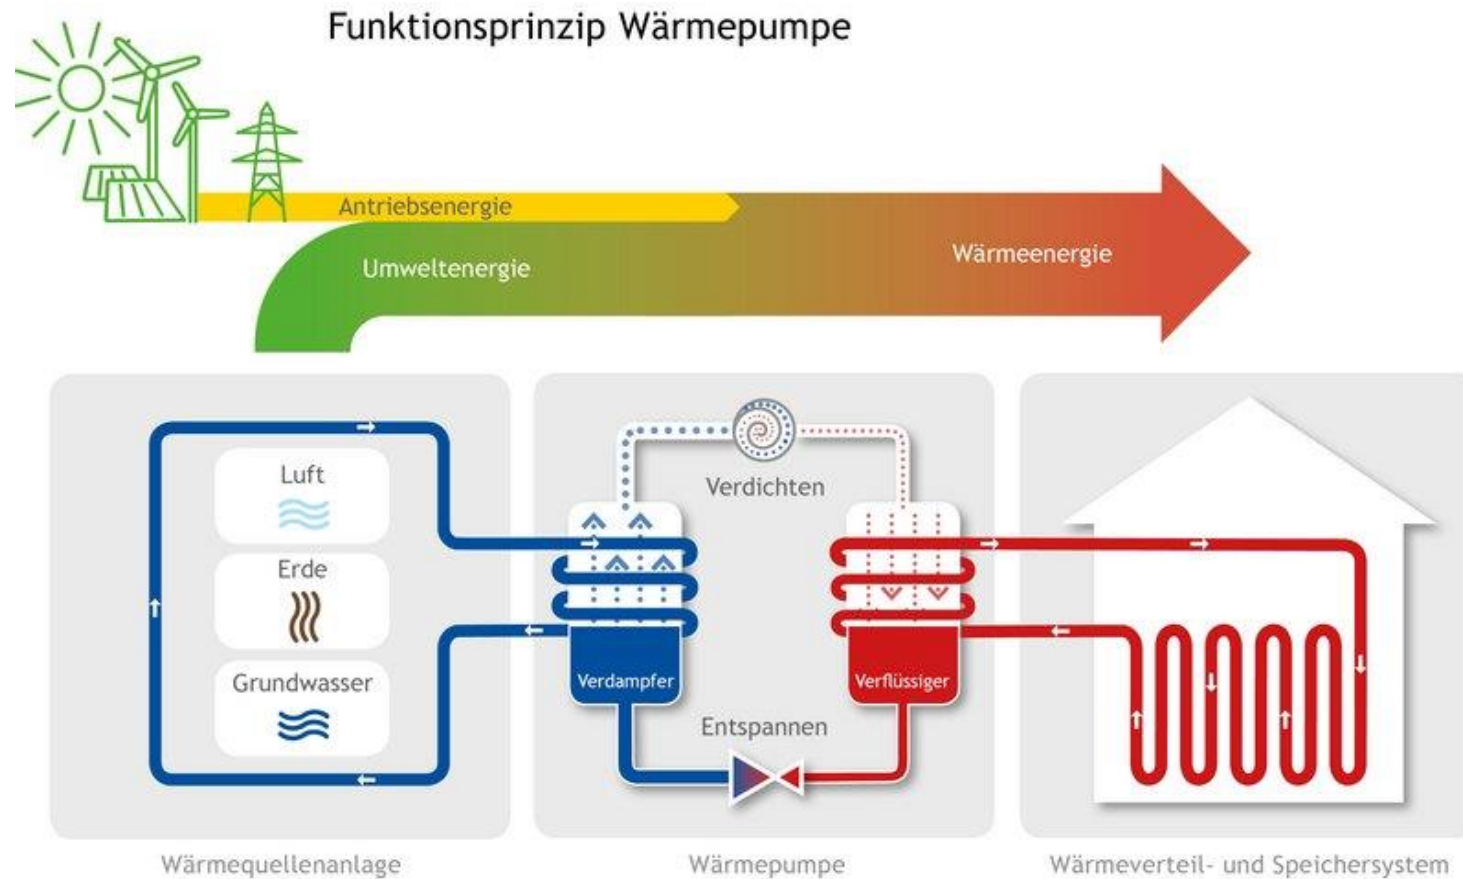 Funktionsprinzip Wärmepumpe
Antriebsenergie
Umweltenergie
Wärmeenergie
Luft
Erde
Grundwasser
Verdichten
Verdampfer
Verflüssiger
Entspannen
Wärmequellenanlage
Wärmepumpe
Wärmeverteil- und Speichersystem